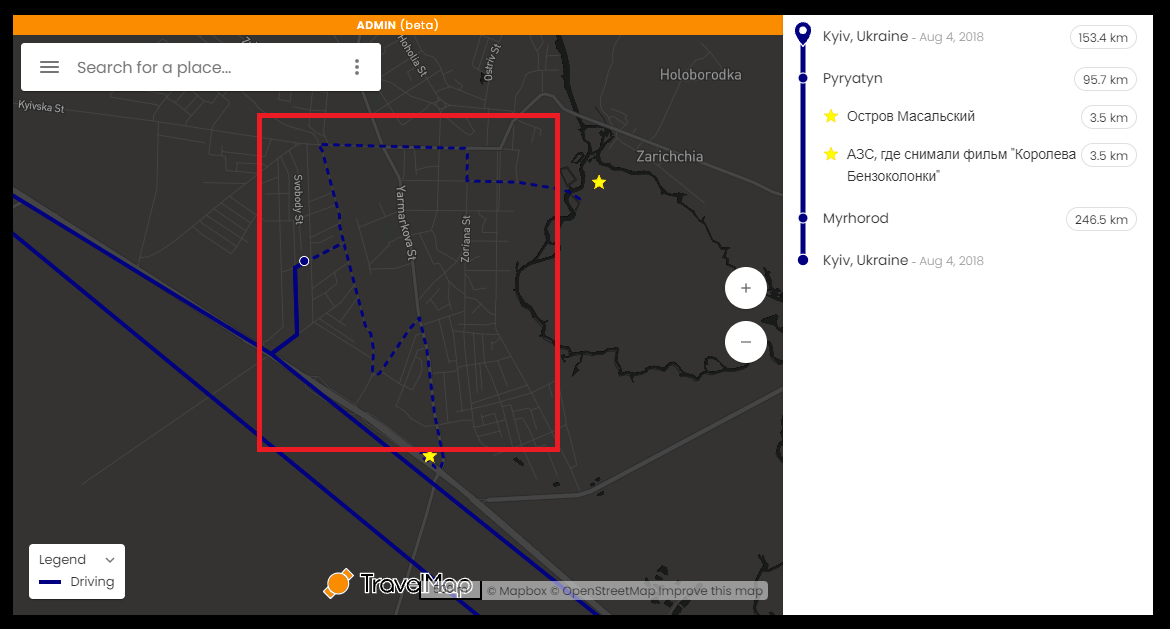 ADMIN (beta)
Search for a place...
Hoholia St
Ostriv St
Holoborodka
Kyivska St
Zarichchia
Svobody St
Yarmarkova St
Zoriana St
+
−
Legend
Driving
TravelMap
© Mapbox © OpenStreetMap Improve this map
Kyiv, Ukraine - Aug 4, 2018
153.4 km
Pyryatyn
95.7 km
Остров Масальский
3.5 km
АЗС, где снимали фильм "Королева
3.5 km
Бензоколонки"
Myrhorod
246.5 km
Kyiv, Ukraine - Aug 4, 2018